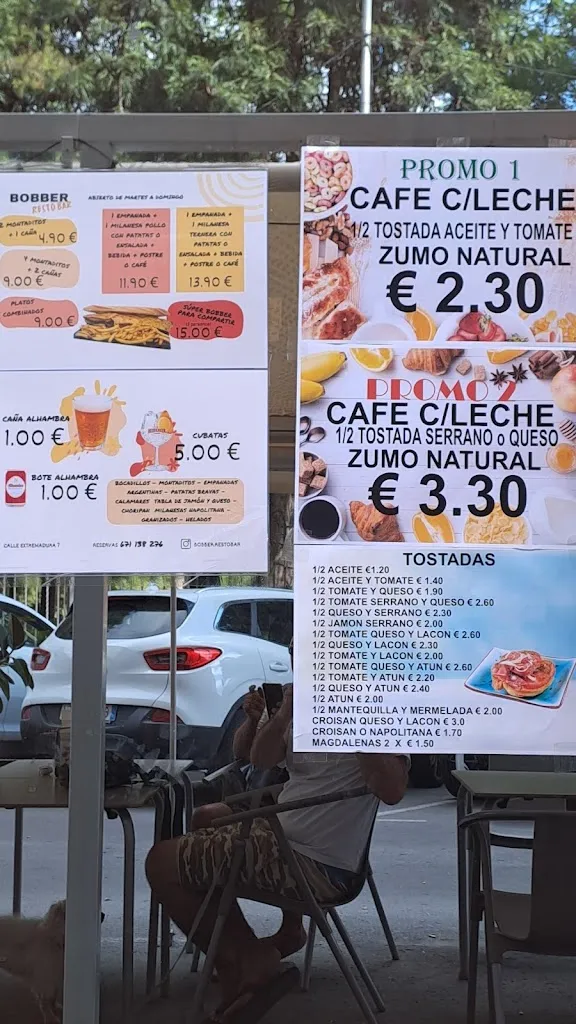 BOBBER
RESTO BAR
ABIERTO DE MARTES A DOMINGO
2 MONTADITOS
+ 1 CAÑA 4.90 €
4 MONTADITOS
+ 2 CAÑAS
9.00 €
PLATOS
COMBINADOS
9.00 €
1 EMPANADA +
1 MILANESA POLLO
CON PATATAS O
ENSALADA +
BEBIDA + POSTRE
O CAFÉ
11.90 €
1 EMPANADA +
1 MILANESA
TERNERA CON
PATATAS O
ENSALADA + BEBIDA
+ POSTRE O CAFÉ
13.90 €
SÚPER BOBBER
PARA COMPARTIR
15.00 €
CAÑA ALHAMBRA
1.00 €
CUBATAS
5.00 €
BOTE ALHAMBRA
1.00 €
BOCADILLOS - MONTADITOS - EMPANADAS
ARGENTINAS - PATATAS BRAVAS -
CALAMARES TABLA DE JAMÓN Y QUESO -
CHORIPAN MILANESAS NAPOLITANA -
GRANIZADOS - HELADOS
CALLE EXTREMADURA 7
RESERVAS 671 198 276
BOBBER.RESTOBAR
PROMO 1
CAFE C/LECHE
1/2 TOSTADA ACEITE Y TOMATE
ZUMO NATURAL
€ 2.30
PROMO 2
CAFE C/LECHE
1/2 TOSTADA SERRANO o QUESO
ZUMO NATURAL
€ 3.30
TOSTADAS
1/2 ACEITE €1.20
1/2 ACEITE Y TOMATE € 1.40
1/2 TOMATE Y QUESO € 1.90
1/2 TOMATE SERRANO Y QUESO € 2.60
1/2 QUESO Y SERRANO € 2.30
1/2 JAMON SERRANO € 2.00
1/2 TOMATE QUESO Y LACON € 2.60
1/2 QUESO Y LACON € 2.30
1/2 TOMATE Y LACON € 2.00
1/2 TOMATE QUESO Y ATUN € 2.60
1/2 TOMATE Y ATUN € 2.20
1/2 QUESO Y ATUN € 2.40
1/2 ATUN € 2.00
1/2 MANTEQUILLA Y MERMELADA € 2.00
CROISAN QUESO Y LACON € 3.0
CROISAN O NAPOLITANA € 1.70
MAGDALENAS 2 X € 1.50